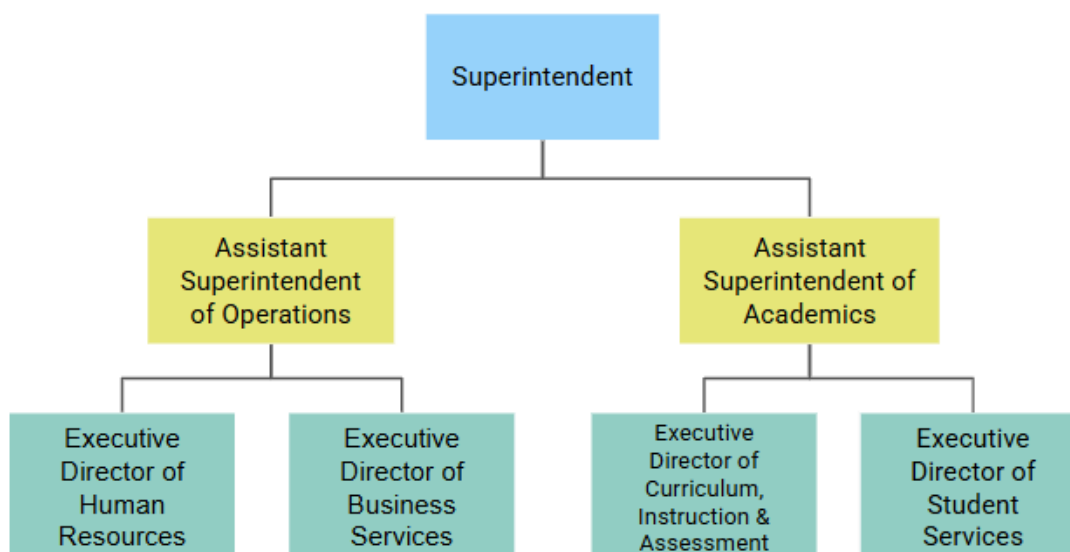 Superintendent
Assistant
Superintendent
of Operations
Assistant
Superintendent of
Academics
Executive
Director of
Human
Resources
Executive
Director of
Business
Services
Executive
Director of
Curriculum,
Instruction &
Assessment
Executive
Director of
Student
Services